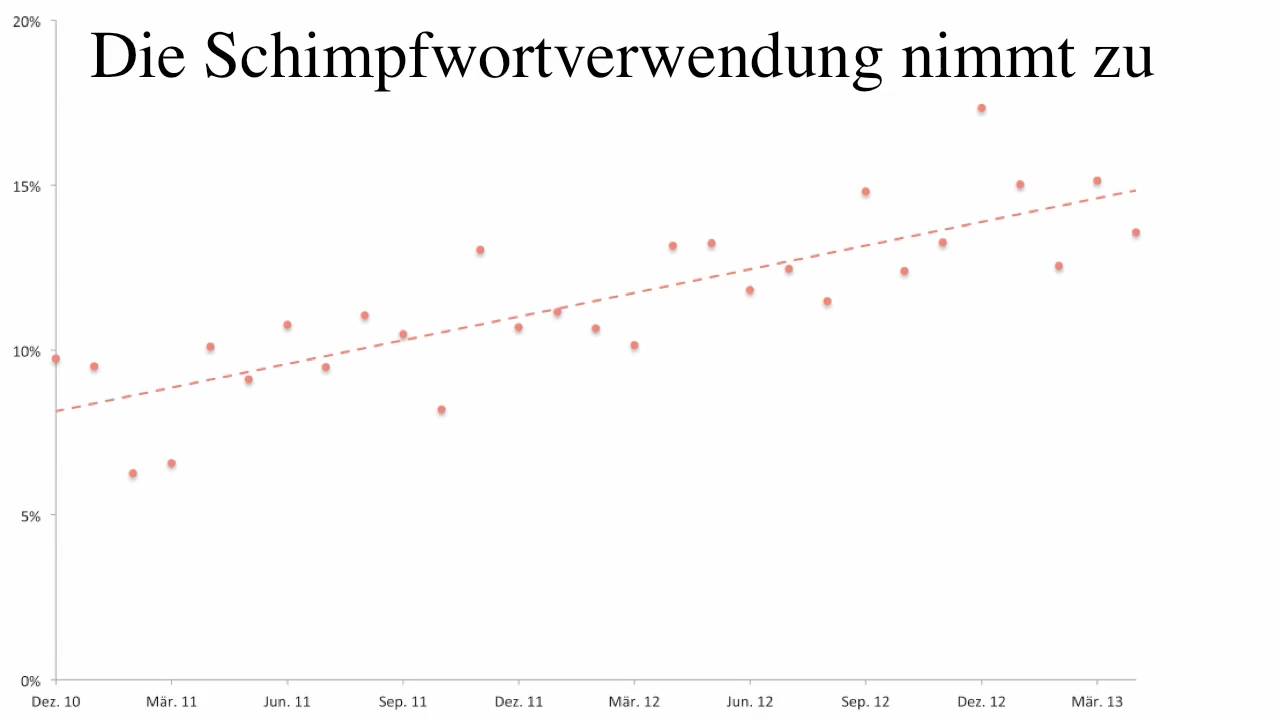 Die Schimpfwortverwendung nimmt zu
20%
15%
10%
5%
0%
Dez. 10 Mär. 11 Jun. 11 Sep. 11 Dez. 11 Mär. 12 Jun. 12 Sep. 12 Dez. 12 Mär. 13